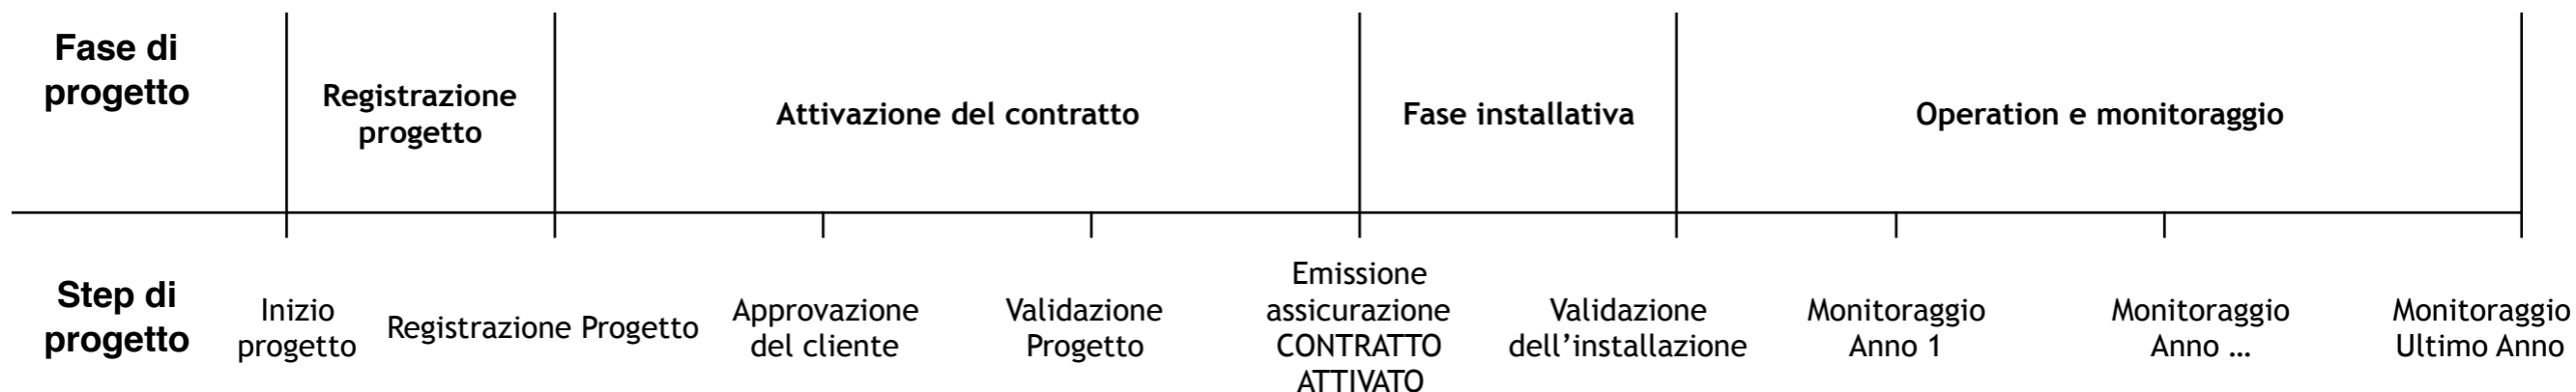 Fase di
progetto
Registrazione
progetto
Attivazione del contratto
Fase installativa
Operation e monitoraggio
Step di
progetto
Inizio
progetto
Registrazione Progetto
Approvazione
del cliente
Validazione
Progetto
Emissione
assicurazione
CONTRATTO
ATTIVATO
Validazione
dell’installazione
Monitoraggio
Anno 1
Monitoraggio
Anno …
Monitoraggio
Ultimo Anno